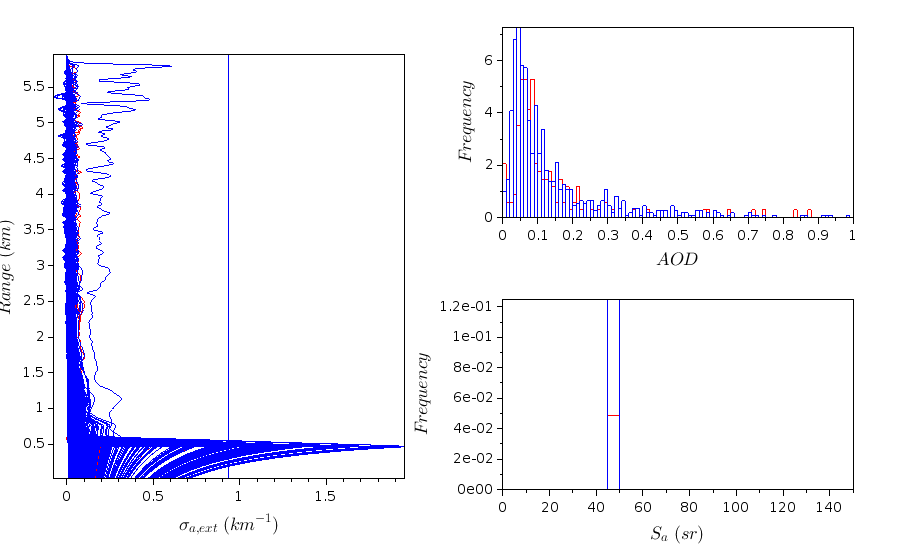 5.5
5
4.5
4
3.5
3
2.5
2
1.5
1
0.5
0 0.5 1 1.5
Range (km)
σa,ext (km−1)
6
4
2
0
0 0.1 0.2 0.3 0.4 0.5 0.6 0.7 0.8 0.9 1
Frequency
AOD
1.2e-01
1e-01
8e-02
6e-02
4e-02
2e-02
0e00
0 20 40 60 80 100 120 140
Frequency
Sa (sr)